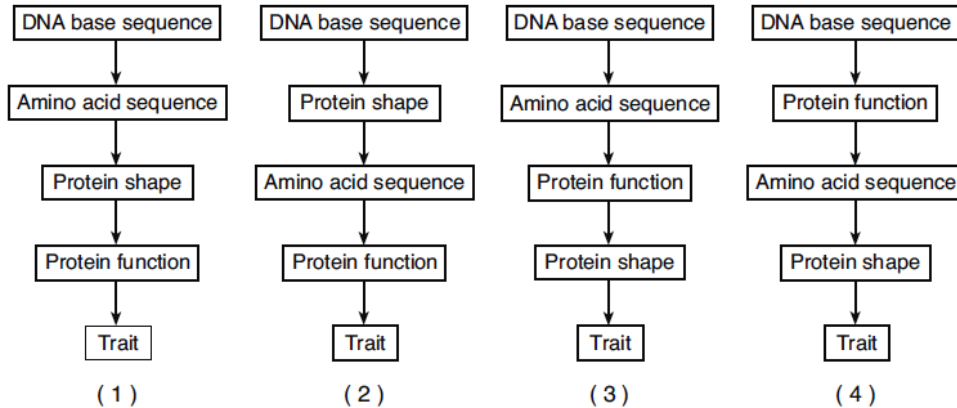 DNA base sequence
Amino acid sequence
Protein shape
Protein function
Trait
( 1 )
DNA base sequence
Protein shape
Amino acid sequence
Protein function
Trait
( 2 )
DNA base sequence
Amino acid sequence
Protein function
Protein shape
Trait
( 3 )
DNA base sequence
Protein function
Amino acid sequence
Protein shape
Trait
( 4 )